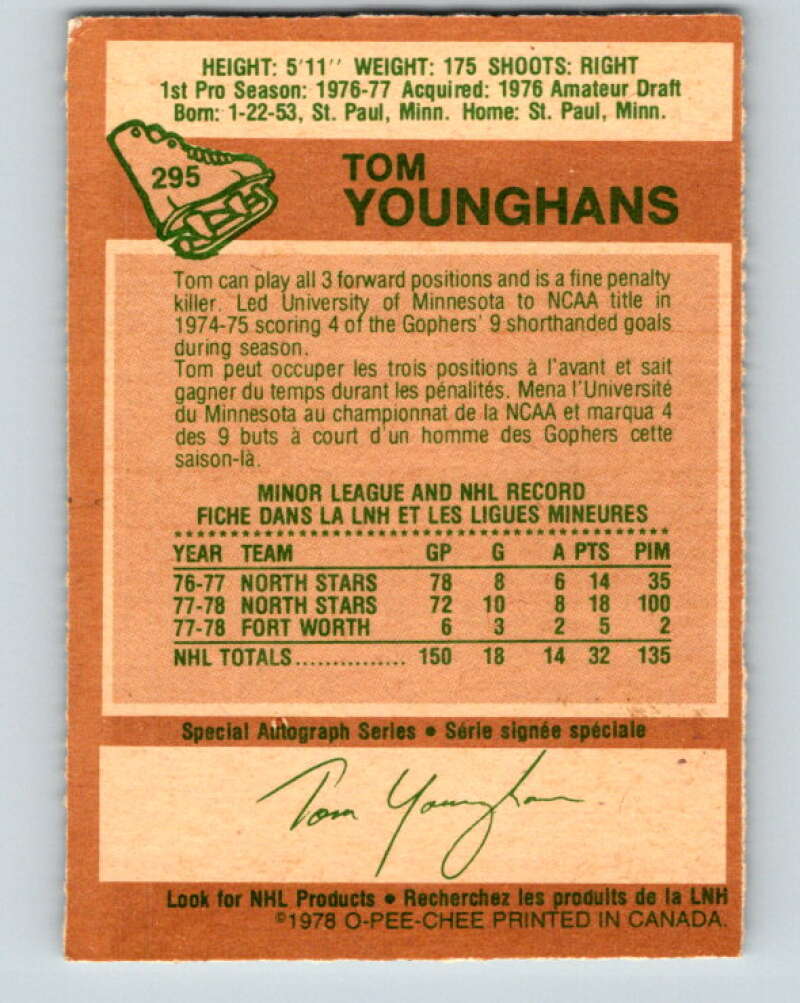 HEIGHT: 5'11'' WEIGHT: 175 SHOOTS: RIGHT
1st Pro Season: 1976-77 Acquired: 1976 Amateur Draft
Born: 1-22-53, St. Paul, Minn. Home: St. Paul, Minn.
295
TOM
YOUNGHANS
Tom can play all 3 forward positions and is a fine penalty
killer. Led University of Minnesota to NCAA title in
1974-75 scoring 4 of the Gophers' 9 shorthanded goals
during season.
Tom peut occuper les trois positions à l'avant et sait
gagner du temps durant les pénalités. Mena l'Université
du Minnesota au championnat de la NCAA et marqua 4
des 9 buts à court d'un homme des Gophers cette
saison-là.
MINOR LEAGUE AND NHL RECORD
FICHE DANS LA LNH ET LES LIGUES MINEURES
YEAR TEAM GP G A PTS PIM
76-77 NORTH STARS 78 8 6 14 35
77-78 NORTH STARS 72 10 8 18 100
77-78 FORT WORTH 6 3 2 5 2
NHL TOTALS............... 150 18 14 32 135
Special Autograph Series • Série signée spéciale
Tom Younghans
Look for NHL Products • Recherchez les produits de la LNH
©1978 O-PEE-CHEE PRINTED IN CANADA.